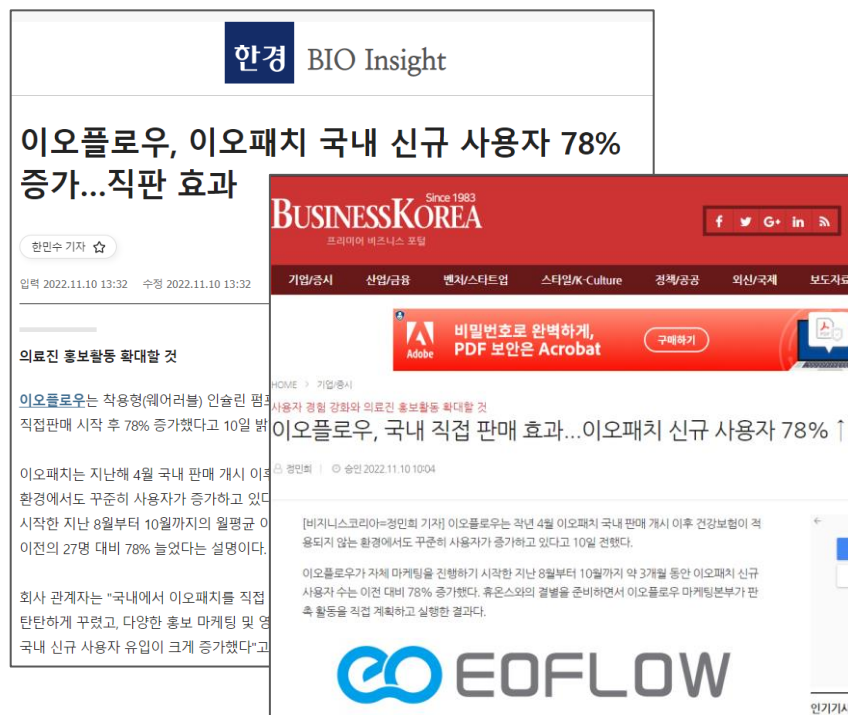 한경 BIO Insight
이오플로우, 이오패치 국내 신규 사용자 78%
증가...직판 효과
한민수 기자
입력 2022.11.10 13:32 수정 2022.11.10 13:32
의료진 홍보활동 확대할 것
이오플로우는 착용형(웨어러블) 인슐린
직접판매 시작 후 78% 증가했다고 10일
이오패치는 지난해 4월 국내 판매 개시
환경에서도 꾸준히 사용자가 증가하고
시작한 지난 8월부터 10월까지의 월평균
이전의 27명 대비 78% 늘었다는 설명이다.
회사 관계자는 "국내에서 이오패치를 직접
탄탄하게 꾸렸고, 다양한 홍보 마케팅 및
국내 신규 사용자 유입이 크게 증가했다"고
Since 1983
BUSINESSKOREA
프리미어 비즈니스 포털
f G+ in
기업/증시 산업/금융 벤처/스타트업 스타일/K-Culture 정책/공공 외신/국제 보도자료
Adobe
비밀번호로 완벽하게,
PDF 보안은 Acrobat
구매하기
HOME > 기업/증시
사용자 경험 강화와 의료진 홍보활동 확대할 것
이오플로우, 국내 직접 판매 효과...이오패치 신규 사용자 78%↑
정민희 승인 2022.11.10 10:04
[비지니스코리아=정민희 기자] 이오플로우는 작년 4월 이오패치 국내 판매 개시 이후 건강보험이 적
용되지 않는 환경에서도 꾸준히 사용자가 증가하고 있다고 10일 전했다.
이오플로우가 자체 마케팅을 진행하기 시작한 지난 8월부터 10월까지 약 3개월 동안 이오패치 신규
사용자 수는 이전 대비 78% 증가했다. 휴온스와의 결별을 준비하면서 이오플로우 마케팅본부가 판
촉 활동을 직접 계획하고 실행한 결과다.
EOFLOW